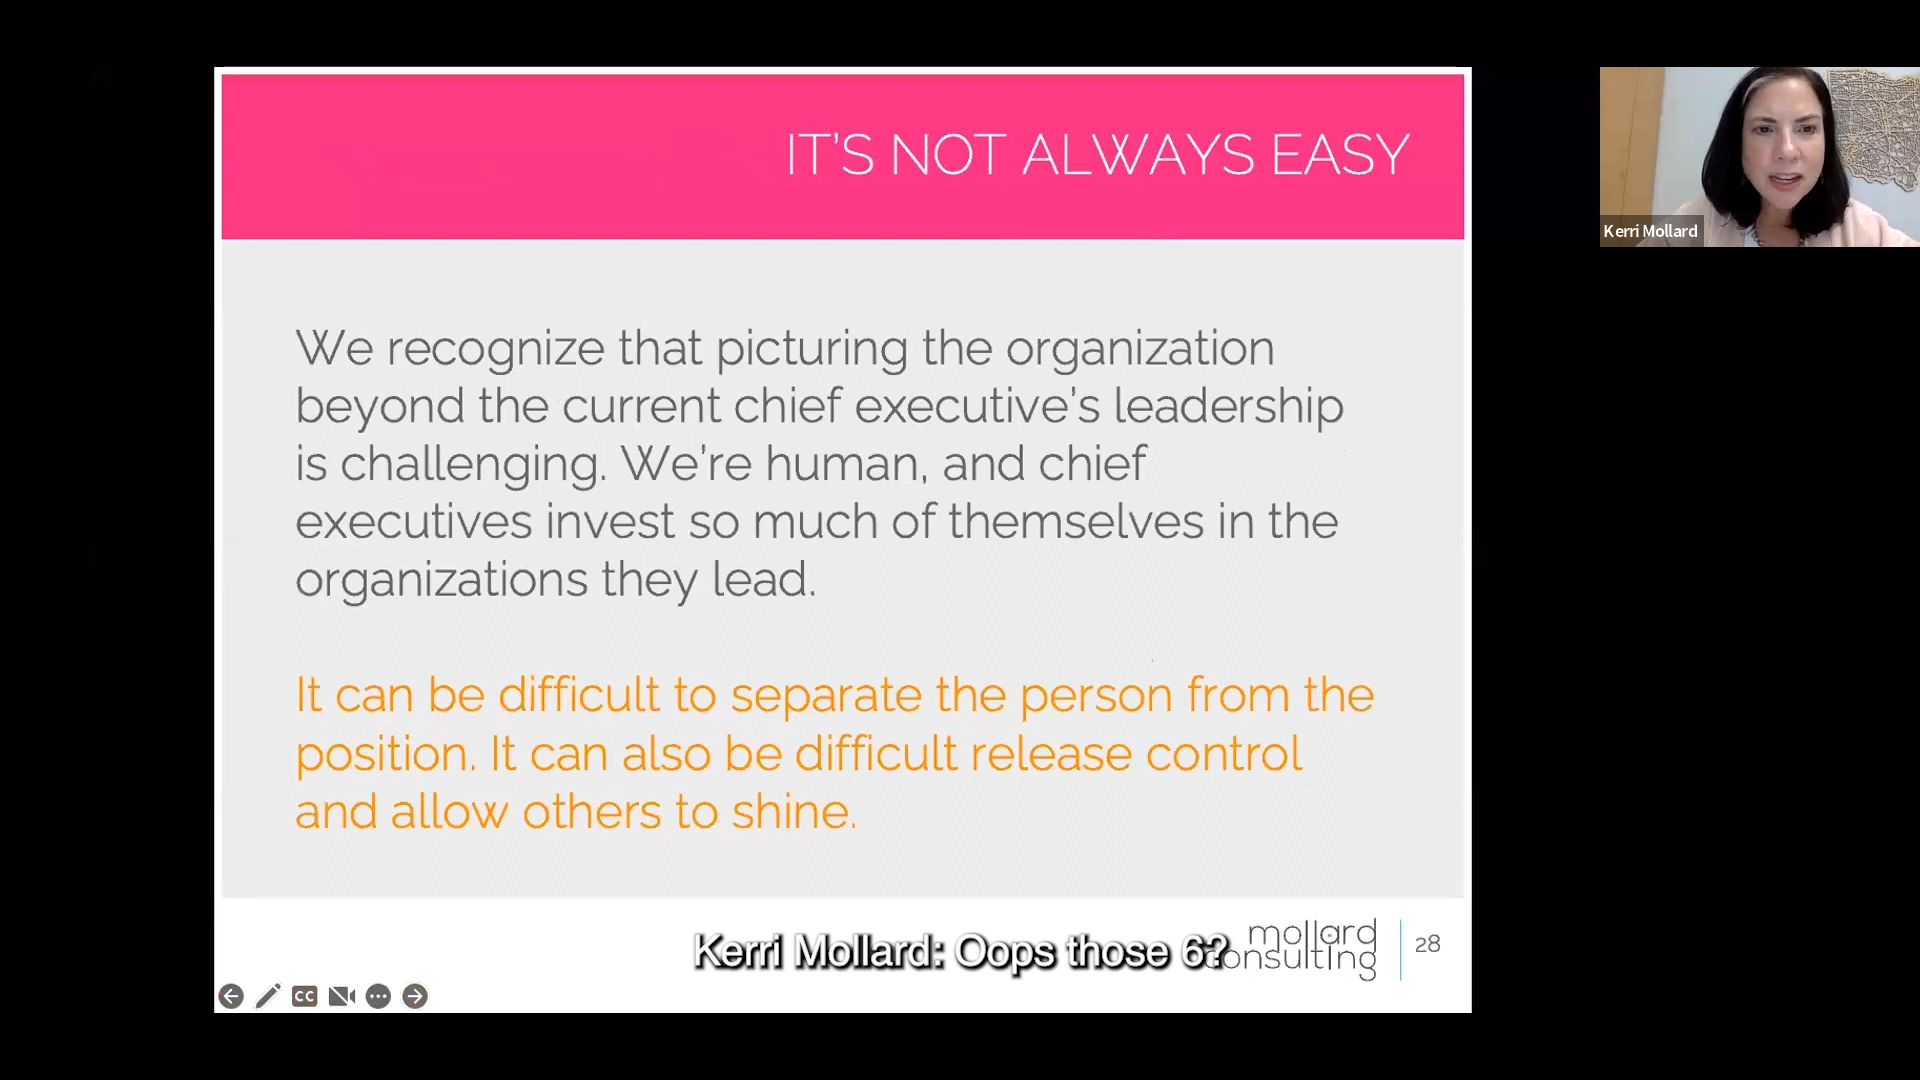 IT'S NOT ALWAYS EASY
Kerri Mollard
We recognize that picturing the organization
beyond the current chief executive's leadership
is challenging. We're human, and chief
executives invest so much of themselves in the
organizations they lead.
It can be difficult to separate the person from the
position. It can also be difficult release control
and allow others to shine.
Kerri Mollard: Oops those 6?
mollard
consulting
28
CC